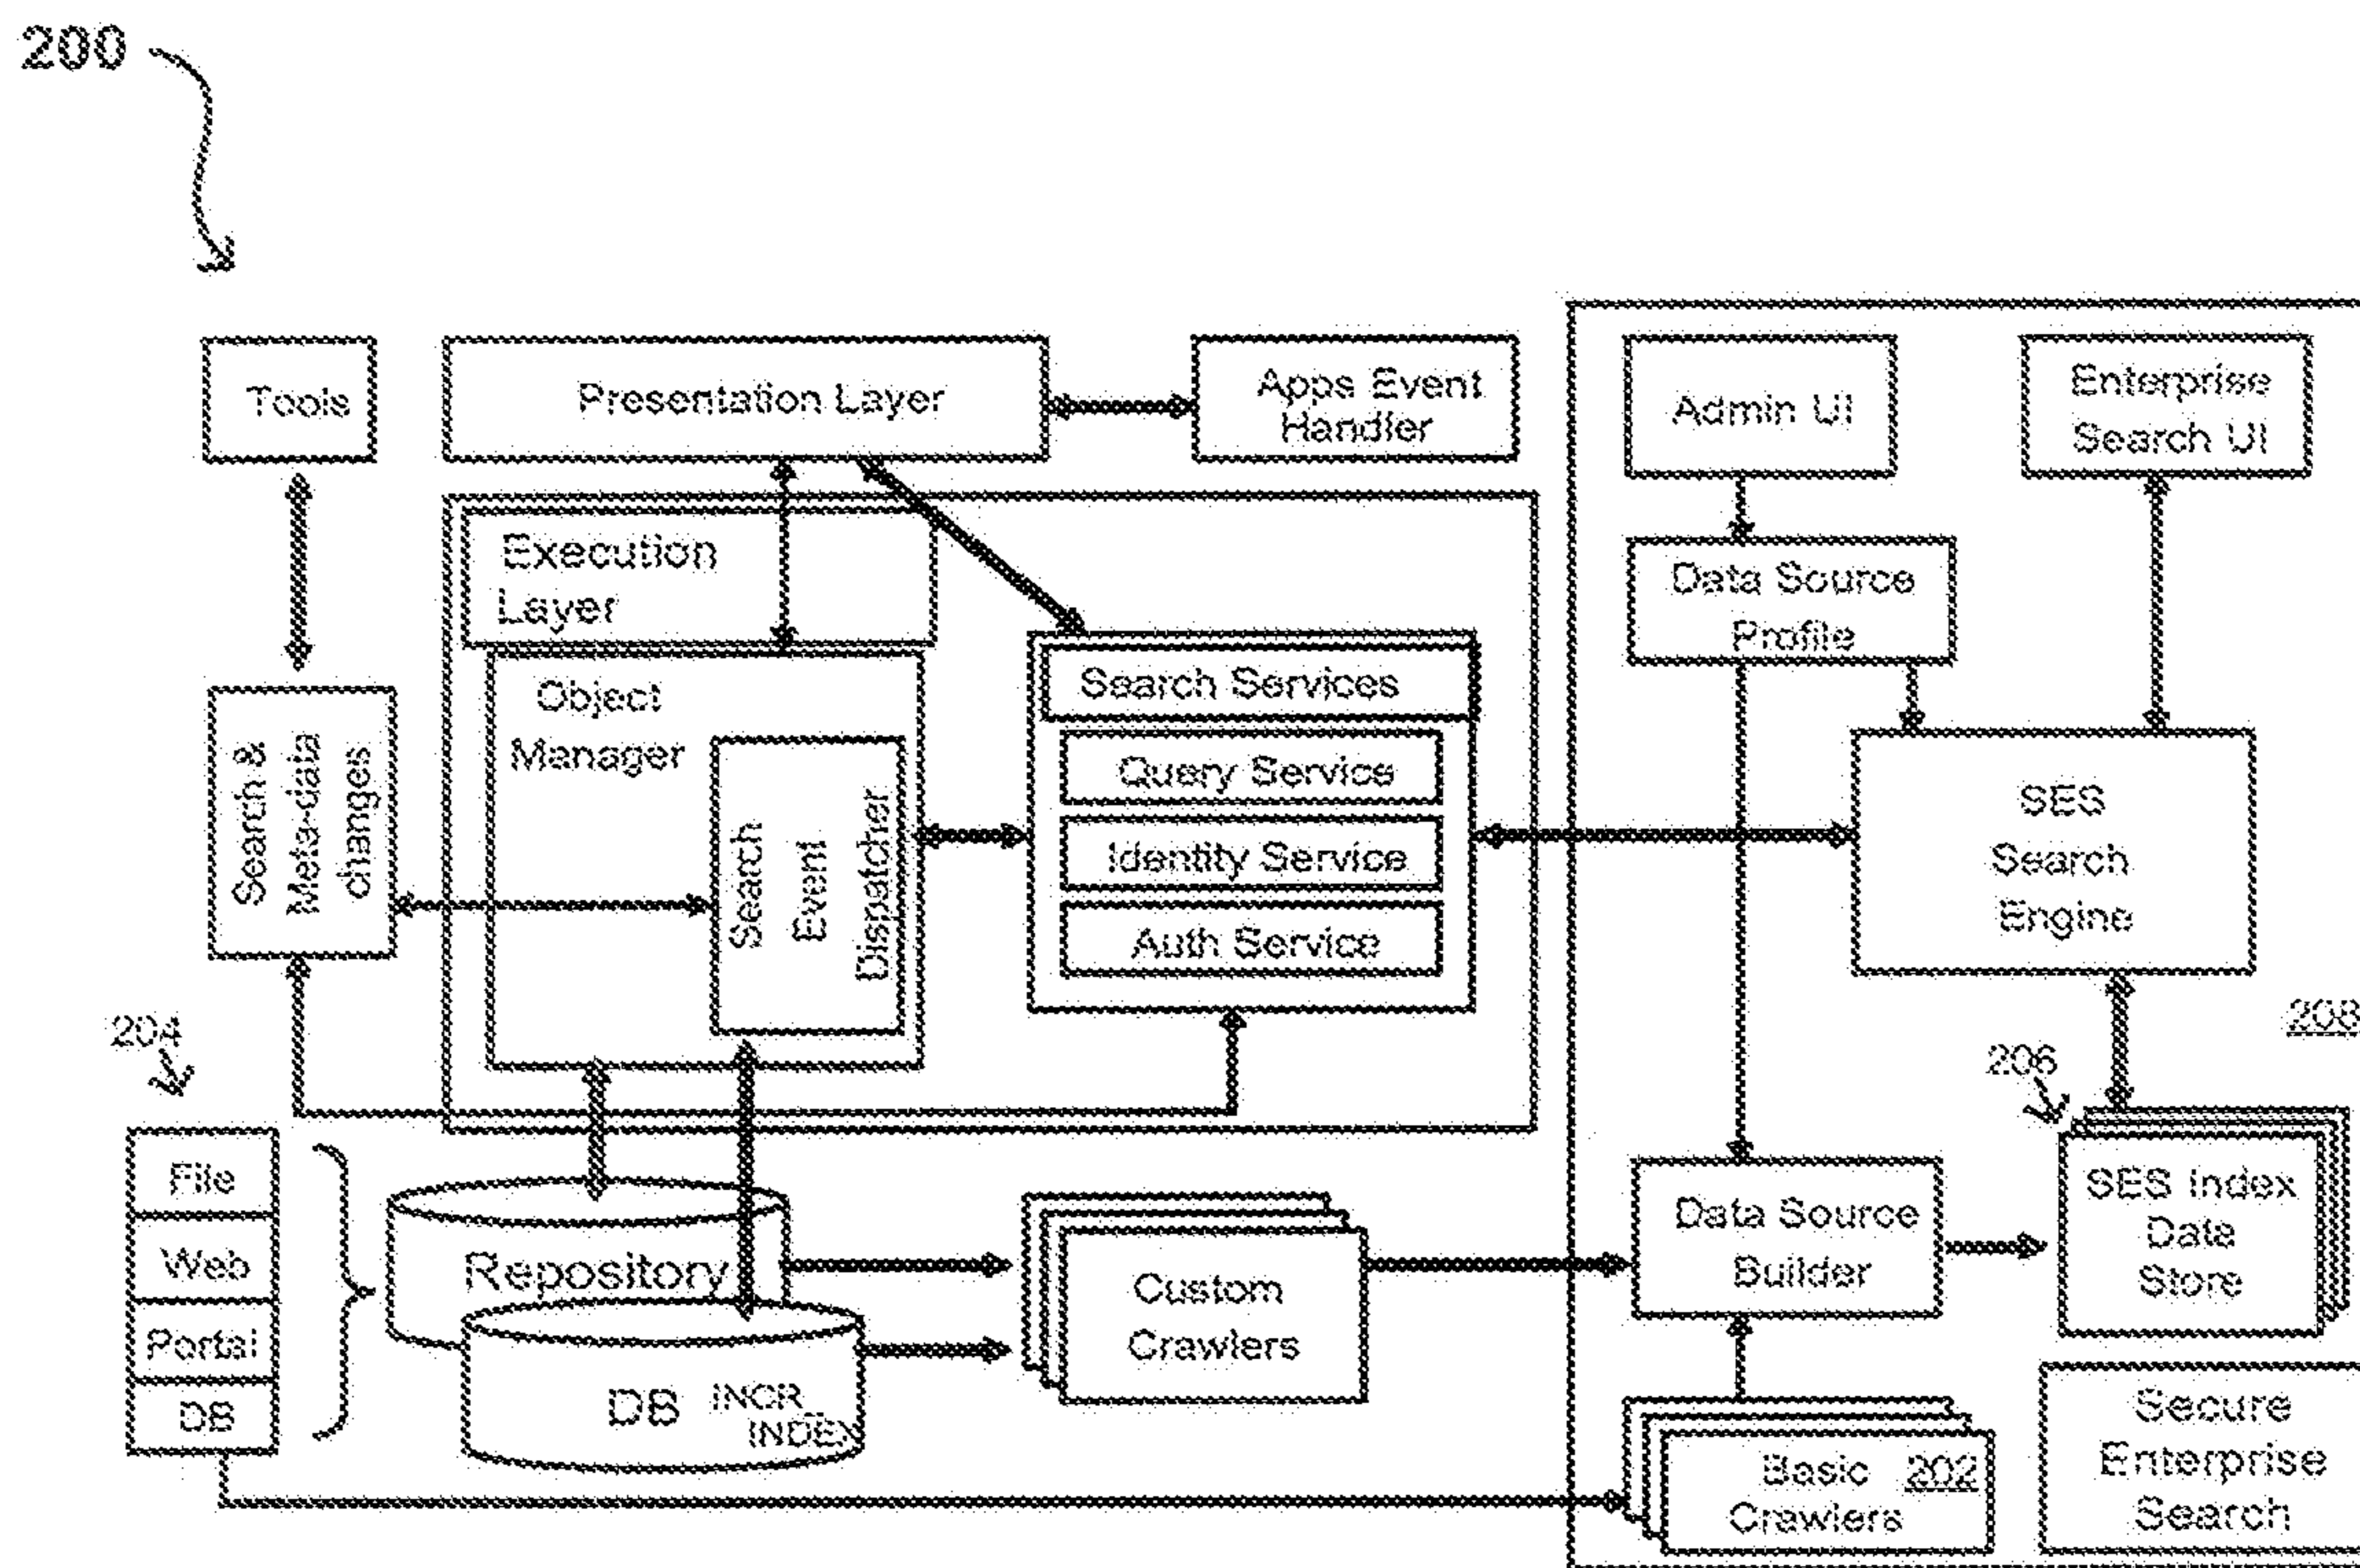 200
Tools
Presentation Layer
Apps Event
Handler
Admin UI
Enterprise
Search UI
Execution
Layer
Data Source
Profile
Object
Manager
Search Services
Query Service
Identity Service
Auth Service
Search &
Meta-data
changes
Search
Event
Dispatcher
SES
Search
Engine
204
208
206
File
Web
Portal
DB
Repository
DB INCR_
INDEX
Custom
Crawlers
Data Source
Builder
SES Index
Data
Store
Basic 202
Crawlers
Secure
Enterprise
Search